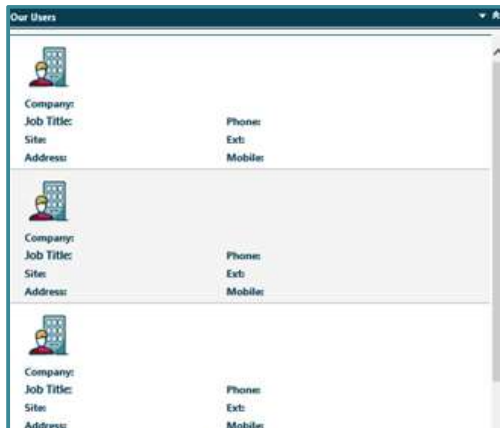 Our Users
Company:
Job Title: Phone:
Site: Ext:
Address: Mobile:
Company:
Job Title: Phone:
Site: Ext:
Address: Mobile:
Company:
Job Title: Phone:
Site: Ext:
Address: Mobile: